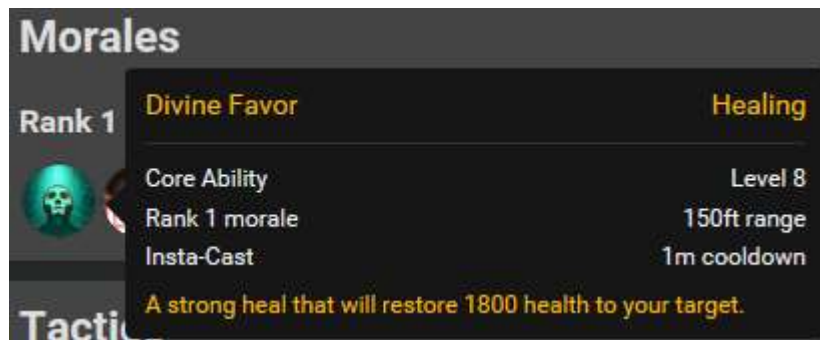 Morales
Divine Favor Healing
Rank 1
Core Ability Level 8
Rank 1 morale 150ft range
Insta-Cast 1m cooldown
A strong heal that will restore 1800 health to your target.